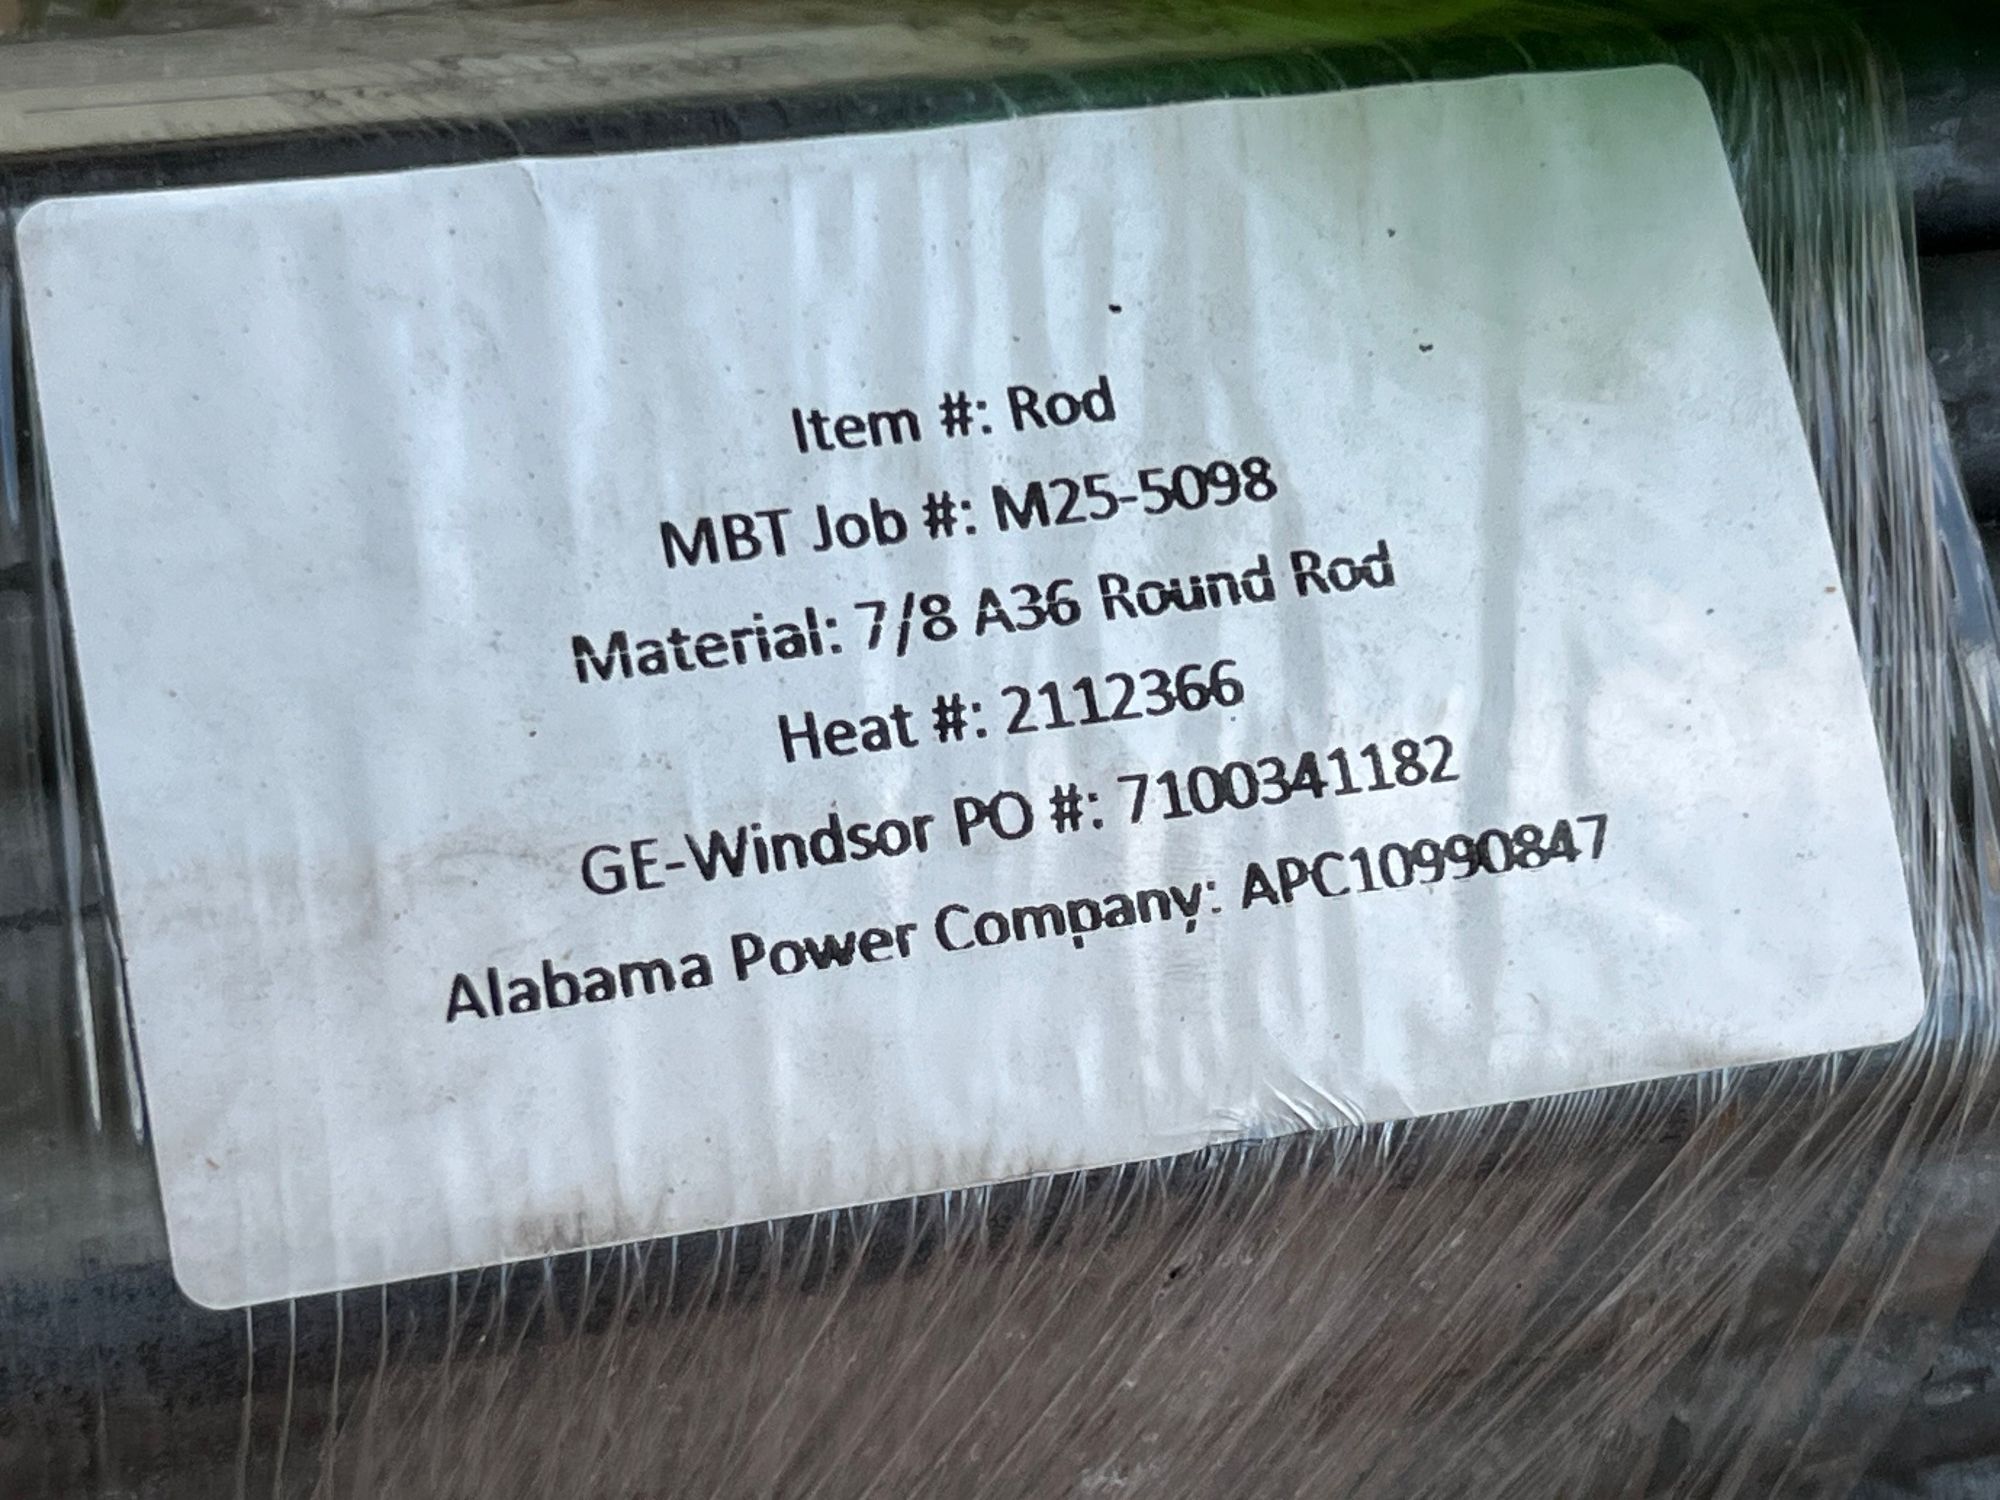 Item #: Rod
MBT Job #: M25-5098
Material: 7/8 A36 Round Rod
Heat #: 2112366
GE-Windsor PO #: 7100341182
Alabama Power Company: APC10990847